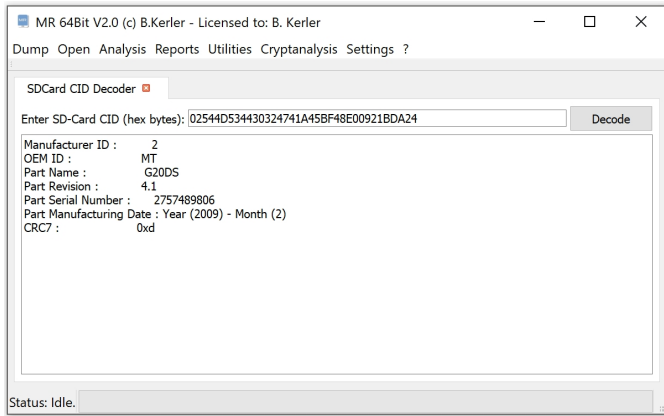 MR 64Bit V2.0 (c) B.Kerler - Licensed to: B. Kerler
Dump Open Analysis Reports Utilities Cryptanalysis Settings ?
SDCard CID Decoder
Enter SD-Card CID (hex bytes): 02544D534430324741A45BF48E00921BDA24 Decode
Manufacturer ID : 2
OEM ID : MT
Part Name : G20DS
Part Revision : 4.1
Part Serial Number : 2757489806
Part Manufacturing Date : Year (2009) - Month (2)
CRC7 : 0xd
Status: Idle.